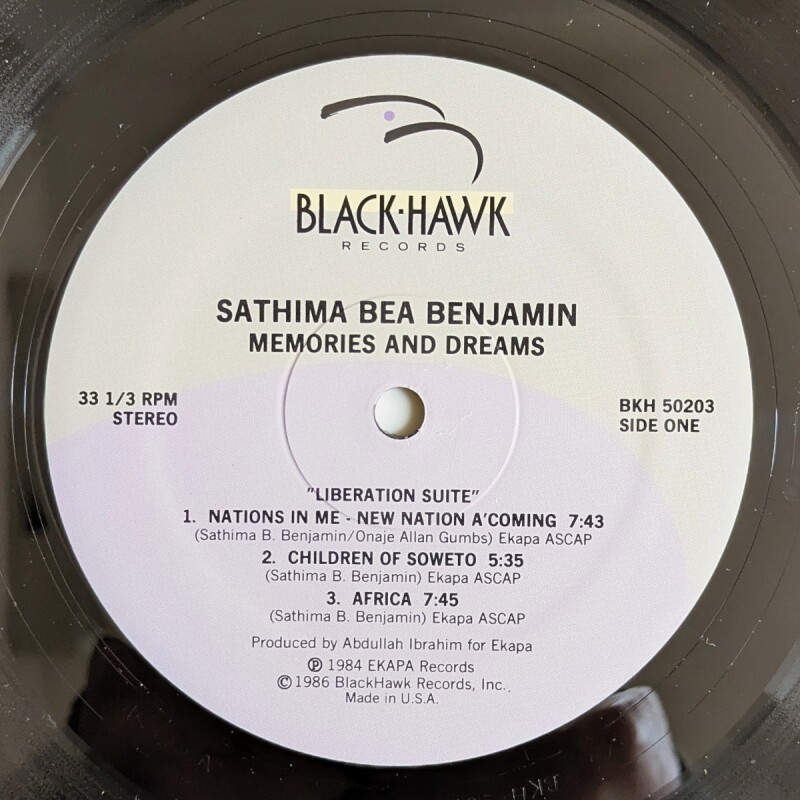 BLACK·HAWK
RECORDS
SATHIMA BEA BENJAMIN
MEMORIES AND DREAMS
33 1/3 RPM
STEREO
BKH 50203
SIDE ONE
"LIBERATION SUITE"
1. NATIONS IN ME - NEW NATION A'COMING 7:43
(Sathima B. Benjamin/Onaje Allan Gumbs) Ekapa ASCAP
2. CHILDREN OF SOWETO 5:35
(Sathima B. Benjamin) Ekapa ASCAP
3. AFRICA 7:45
(Sathima B. Benjamin) Ekapa ASCAP
Produced by Abdullah Ibrahim for Ekapa
℗ 1984 EKAPA Records
© 1986 BlackHawk Records, Inc.
Made in U.S.A.